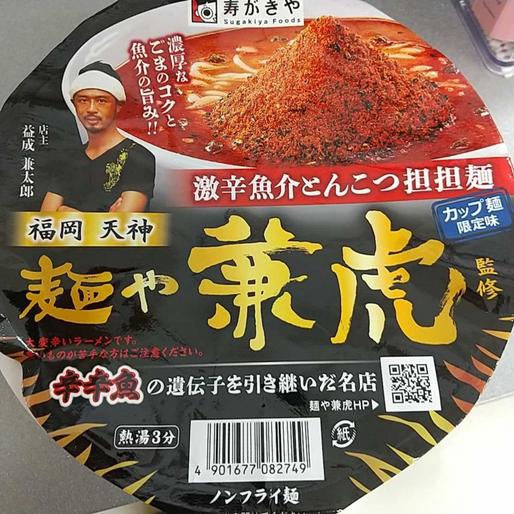 寿がきや
Sugakiya Foods
濃厚な
ごまのコクと
魚介の旨み!!
店主
益成 兼太郎
激辛魚介とんこつ担担麺
カップ麺
限定味
福岡 天神
麺や 兼虎
監修
大変辛いラーメンです。
いものが苦手な方はご注意ください。
辛辛魚の遺伝子を引き継いだ名店
麺や兼虎HP▶
熱湯3分
紙
4 901677 082749
ノンフライ麺